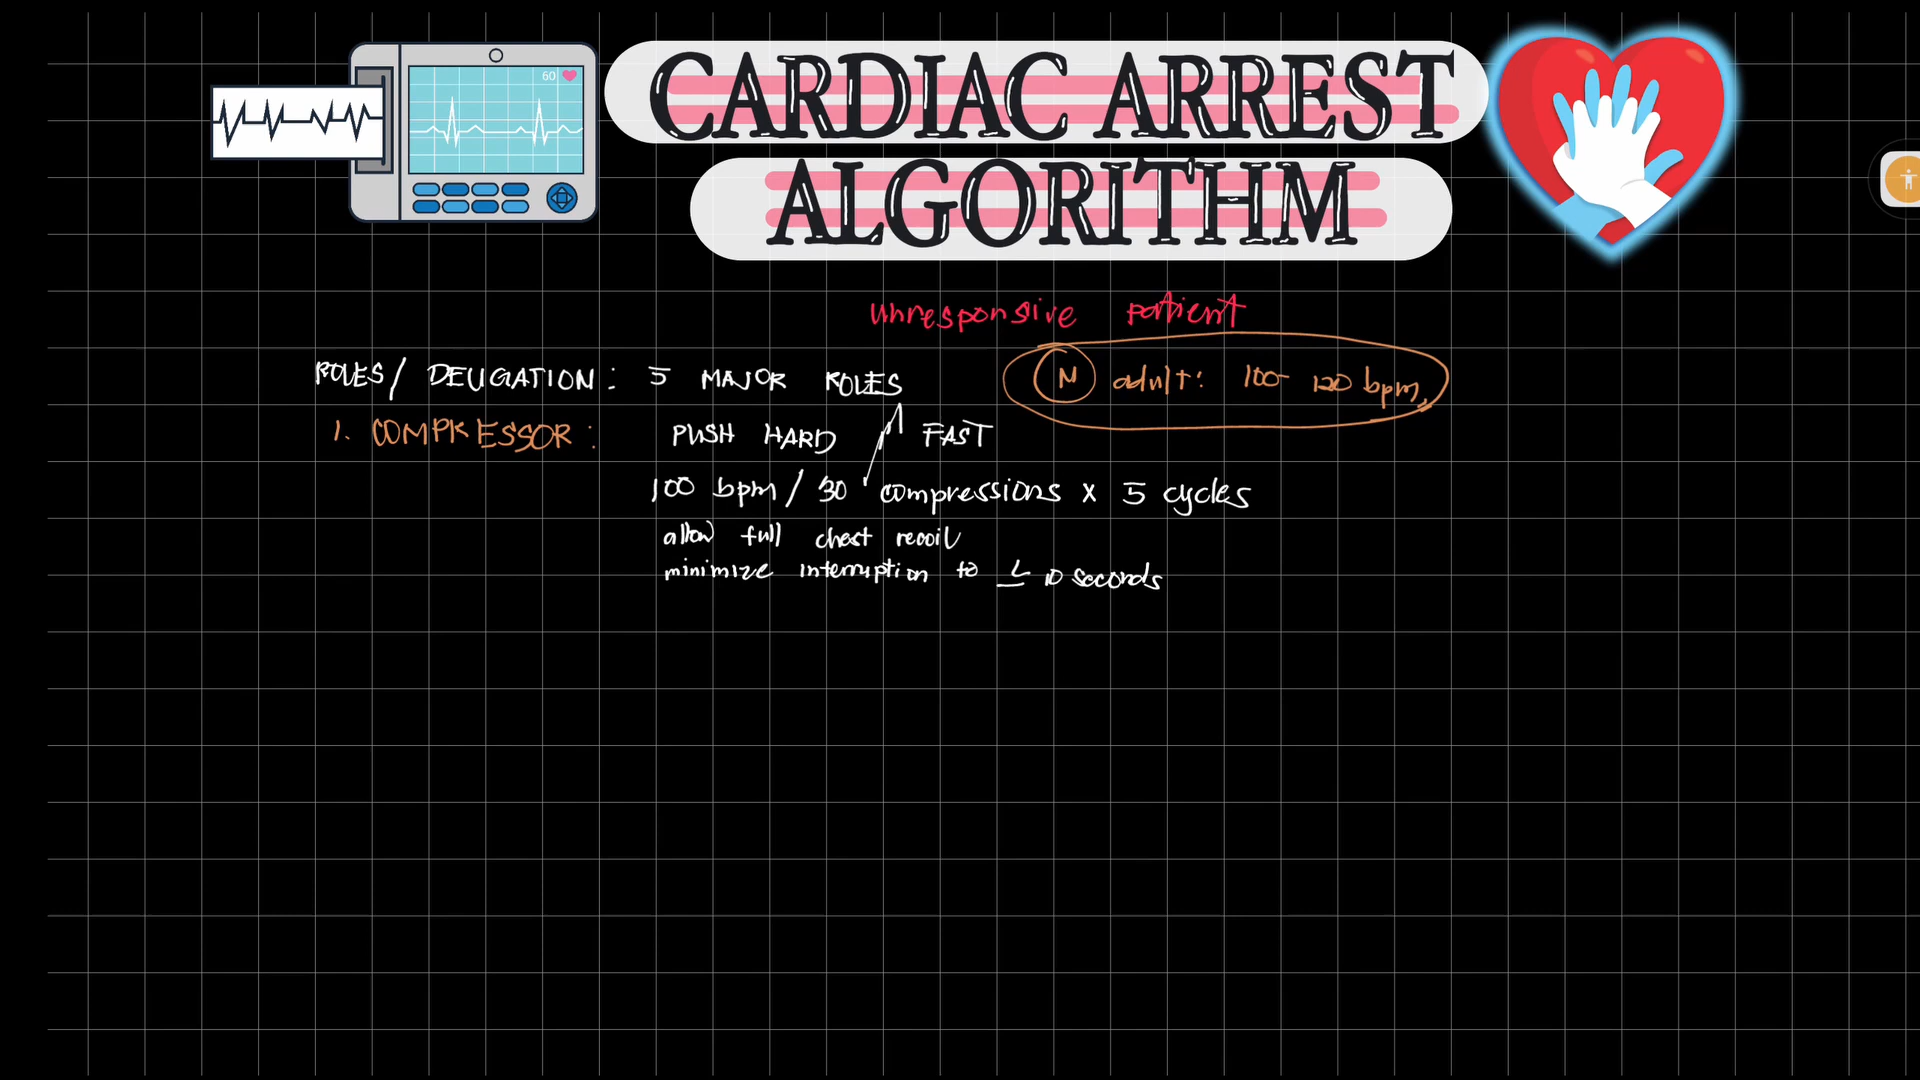 60
CARDIAC ARREST
ALGORITHM
unresponsive patient
ROLES/ DELIGATION: 5 MAJOR ROLES
N adult: 100-120 bpm,
1. COMPRESSOR: PUSH HARD FAST
100 bpm/ 30 compressions x 5 cycles
allow full chest recoil
minimize interruption to ≤ 10 seconds